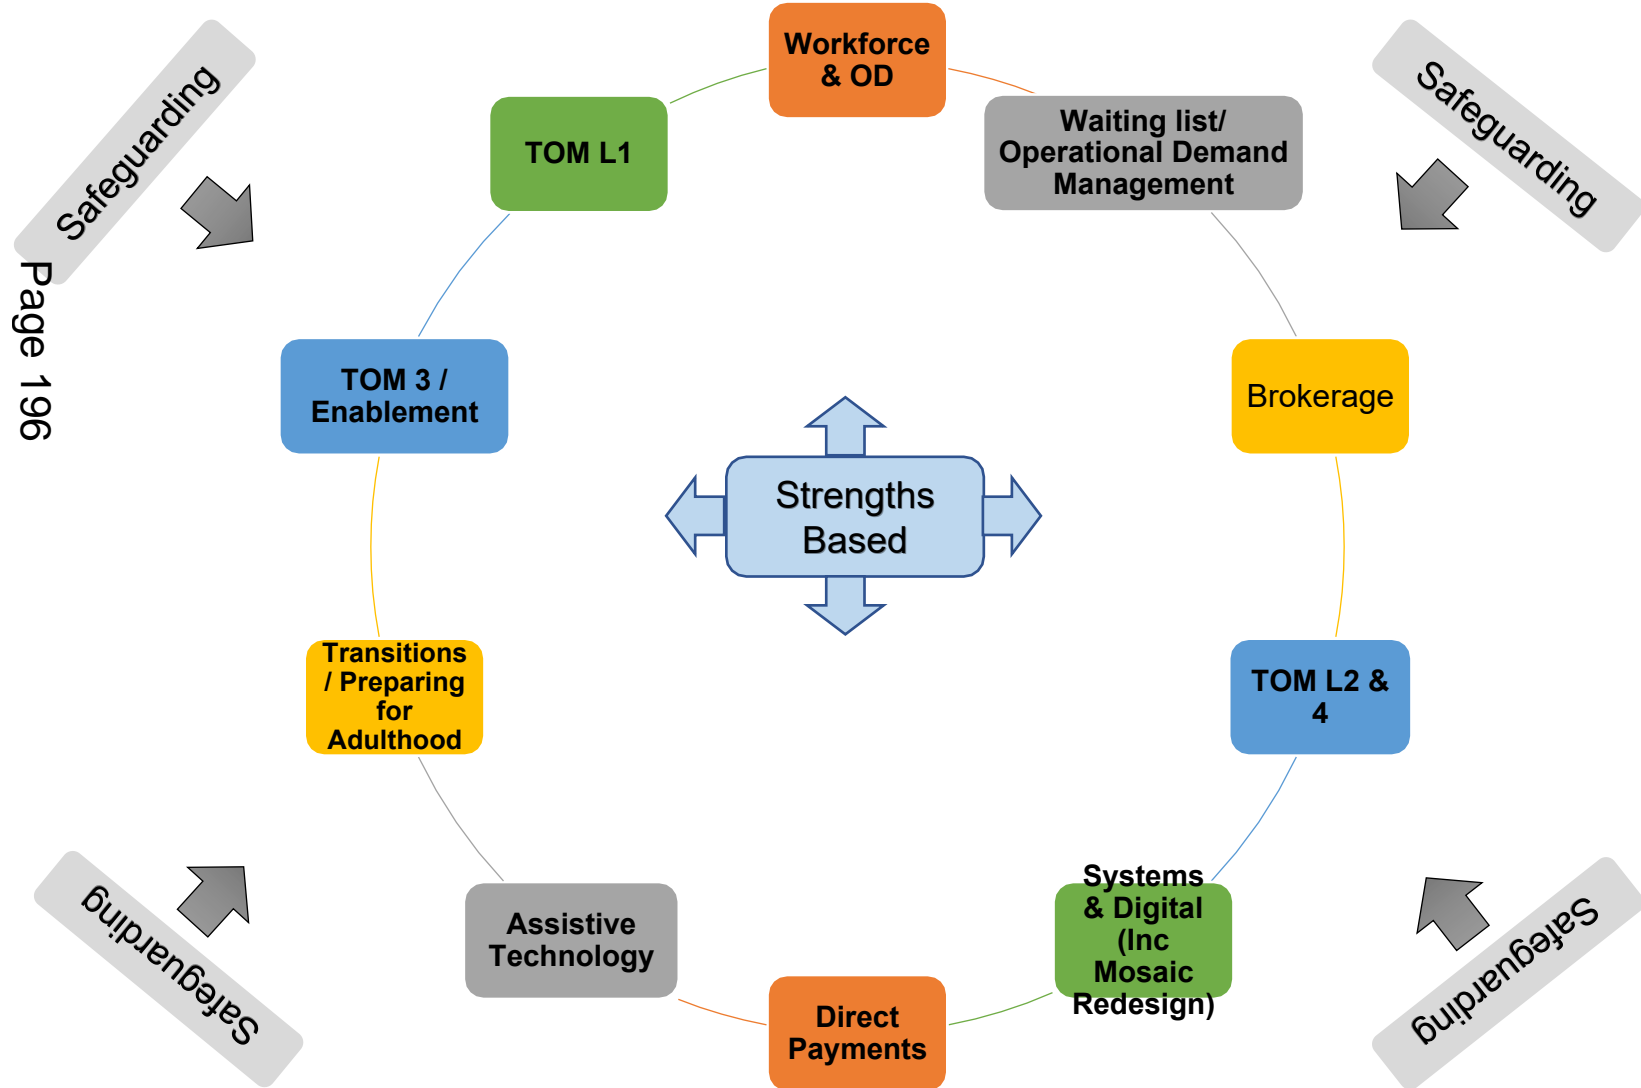 Workforce
& OD
Safeguarding
Safeguarding
TOM L1
Waiting list/
Operational Demand
Management
Page 196
TOM 3 /
Enablement
Brokerage
Strengths
Based
Transitions
/ Preparing
for
Adulthood
TOM L2 &
4
Systems
& Digital
(Inc
Mosaic
Redesign)
Assistive
Technology
Safeguarding
Safeguarding
Direct
Payments